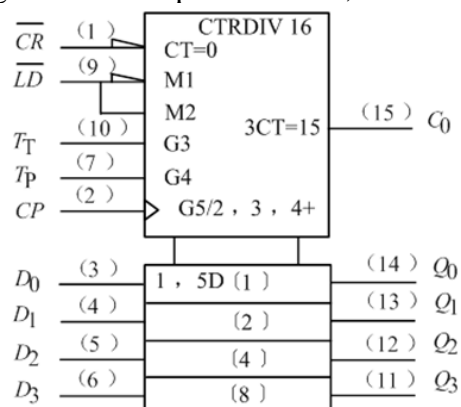 CTRDIV 16
C̅R̅ (1) CT=0
L̅D̅ (9) M1
M2
T_T (10) G3 3CT=15 (15) C_0
T_P (7) G4
CP (2) G5/2 , 3 , 4+
D_0 (3) 1 , 5D〔1〕 (14) Q_0
D_1 (4) 〔2〕 (13) Q_1
D_2 (5) 〔4〕 (12) Q_2
D_3 (6) 〔8〕 (11) Q_3